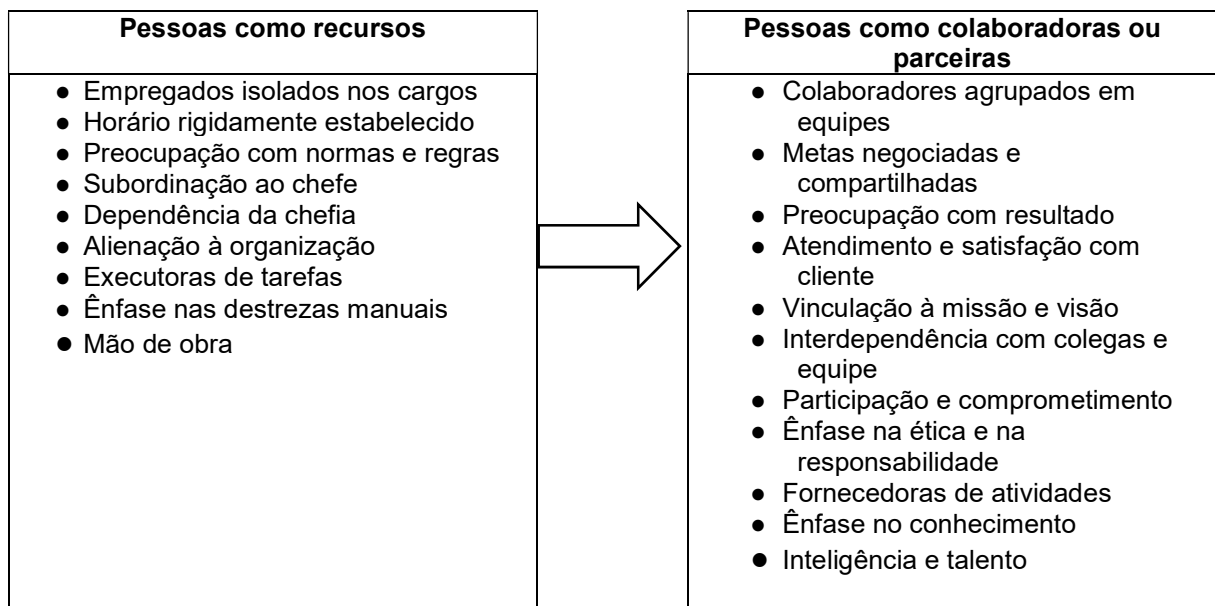 Pessoas como recursos
● Empregados isolados nos cargos
● Horário rigidamente estabelecido
● Preocupação com normas e regras
● Subordinação ao chefe
● Dependência da chefia
● Alienação à organização
● Executoras de tarefas
● Ênfase nas destrezas manuais
● Mão de obra
Pessoas como colaboradoras ou
parceiras
● Colaboradores agrupados em
equipes
● Metas negociadas e
compartilhadas
● Preocupação com resultado
● Atendimento e satisfação com
cliente
● Vinculação à missão e visão
● Interdependência com colegas e
equipe
● Participação e comprometimento
● Ênfase na ética e na
responsabilidade
● Fornecedoras de atividades
● Ênfase no conhecimento
● Inteligência e talento